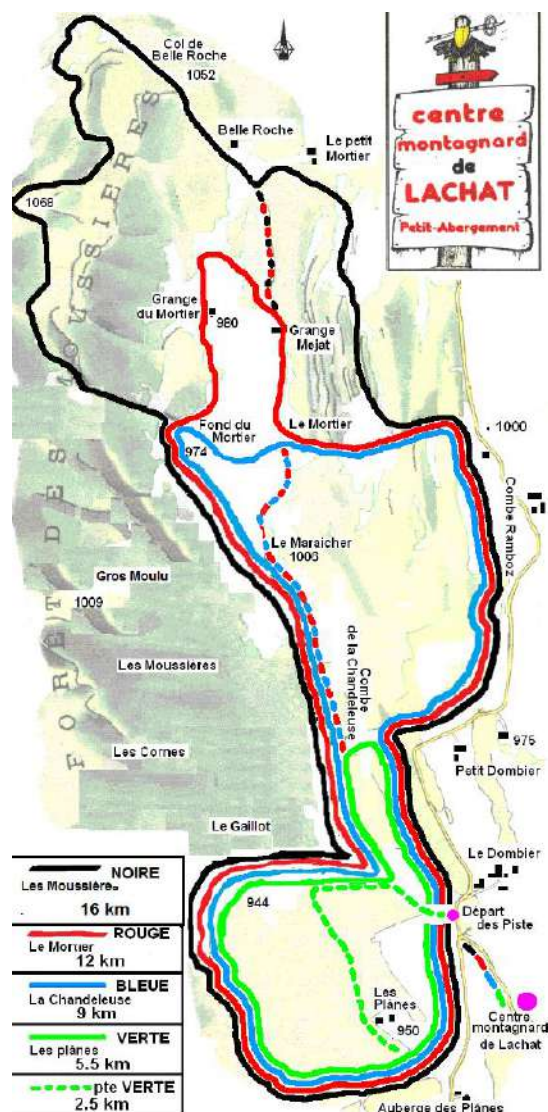 Col de
Belle Roche
1052
Belle Roche
Le petit
Mortier
centre
montagnard
de
LACHAT
Petit-Abergement
1068
FORET DES MOUSSIERES
Grange
du Mortier
980
Grange
Mejat
Fond du
Mortier
974
Le Mortier
1000
Combe Ramboz
Le Maraicher
1006
Gros Moulu
1009
Combe
de la Chandeleuse
Les Moussières
Les Cornes
975
Petit Dombier
Le Gaillot
Le Dombier
944
Départ
des Piste
Les
Plânes
950
Centre
montagnard
de Lachat
Auberge des Plânes
NOIRE
Les Moussières
16 km
ROUGE
Le Mortier
12 km
BLEUE
La Chandeleuse
9 km
VERTE
Les plânes
5.5 km
pte VERTE
2.5 km